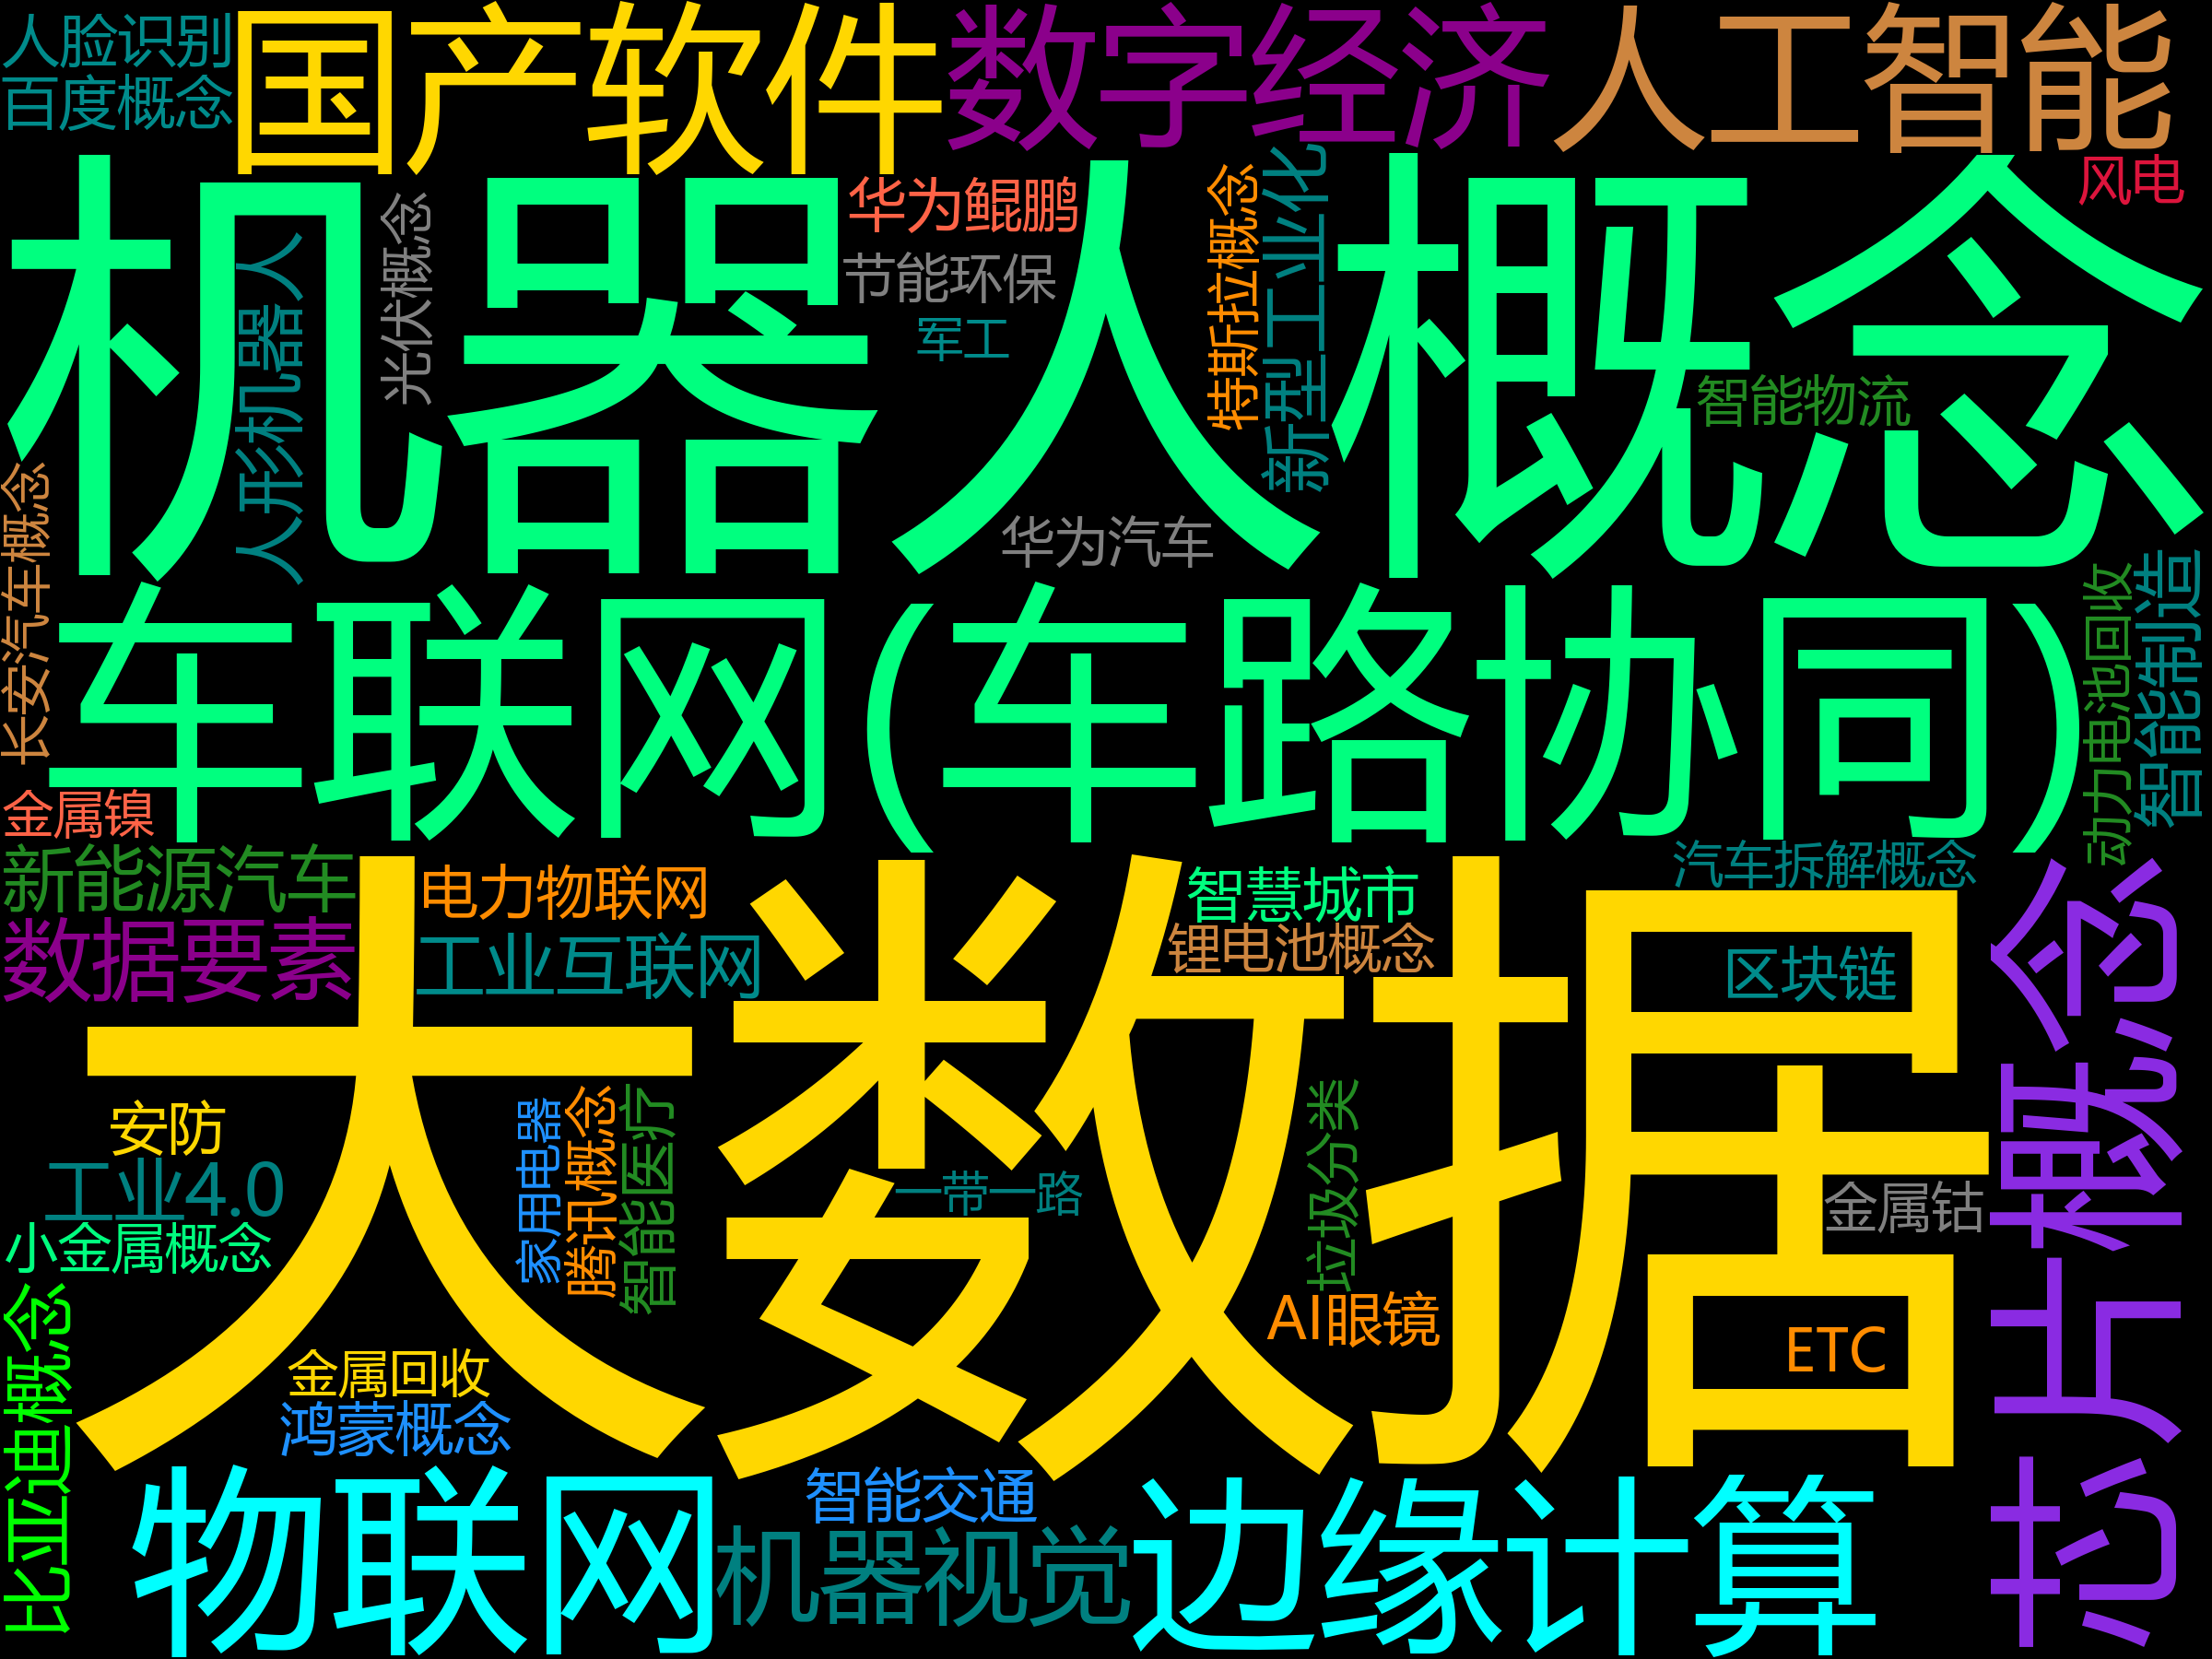 人脸识别
百度概念
国产软件
数字经济
人工智能
风电
机器人概念
华为鲲鹏
节能环保
军工
光伏概念
人形机器人
特斯拉概念
新型工业化
智能物流
华为汽车
长安汽车概念
车联网(车路协同)
动力电池回收
智能制造
金属镍
新能源汽车
数据要素
电力物联网
工业互联网
智慧城市
锂电池概念
汽车拆解概念
区块链
大数据
芯片概念
安防
工业4.0
小金属概念
家用电器
腾讯概念
智能医疗
一带一路
垃圾分类
金属钴
AI眼镜
ETC
比亚迪概念
金属回收
鸿蒙概念
物联网
智能交通
机器视觉
边缘计算